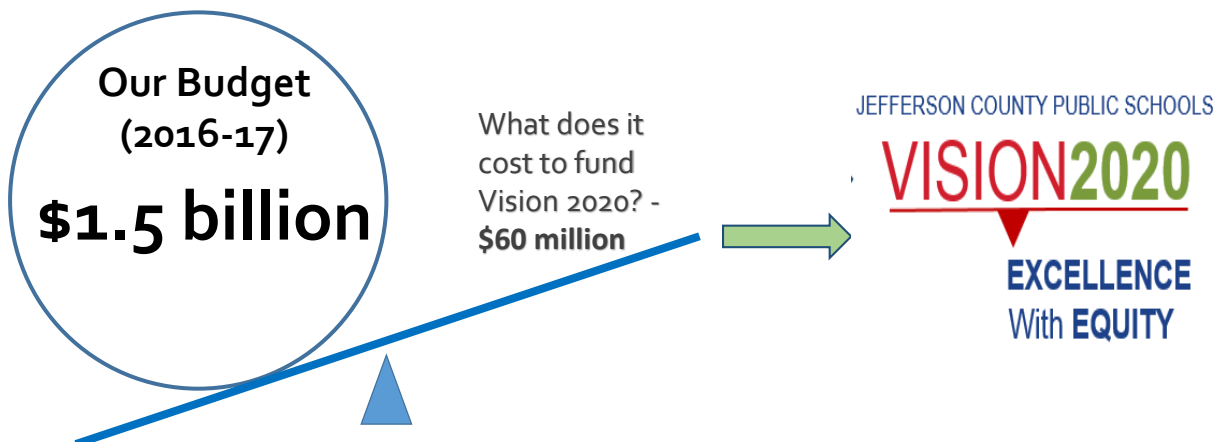 Our Budget
(2016-17)
$1.5 billion
What does it
cost to fund
Vision 2020? -
$60 million
JEFFERSON COUNTY PUBLIC SCHOOLS
VISION2020
EXCELLENCE
With EQUITY